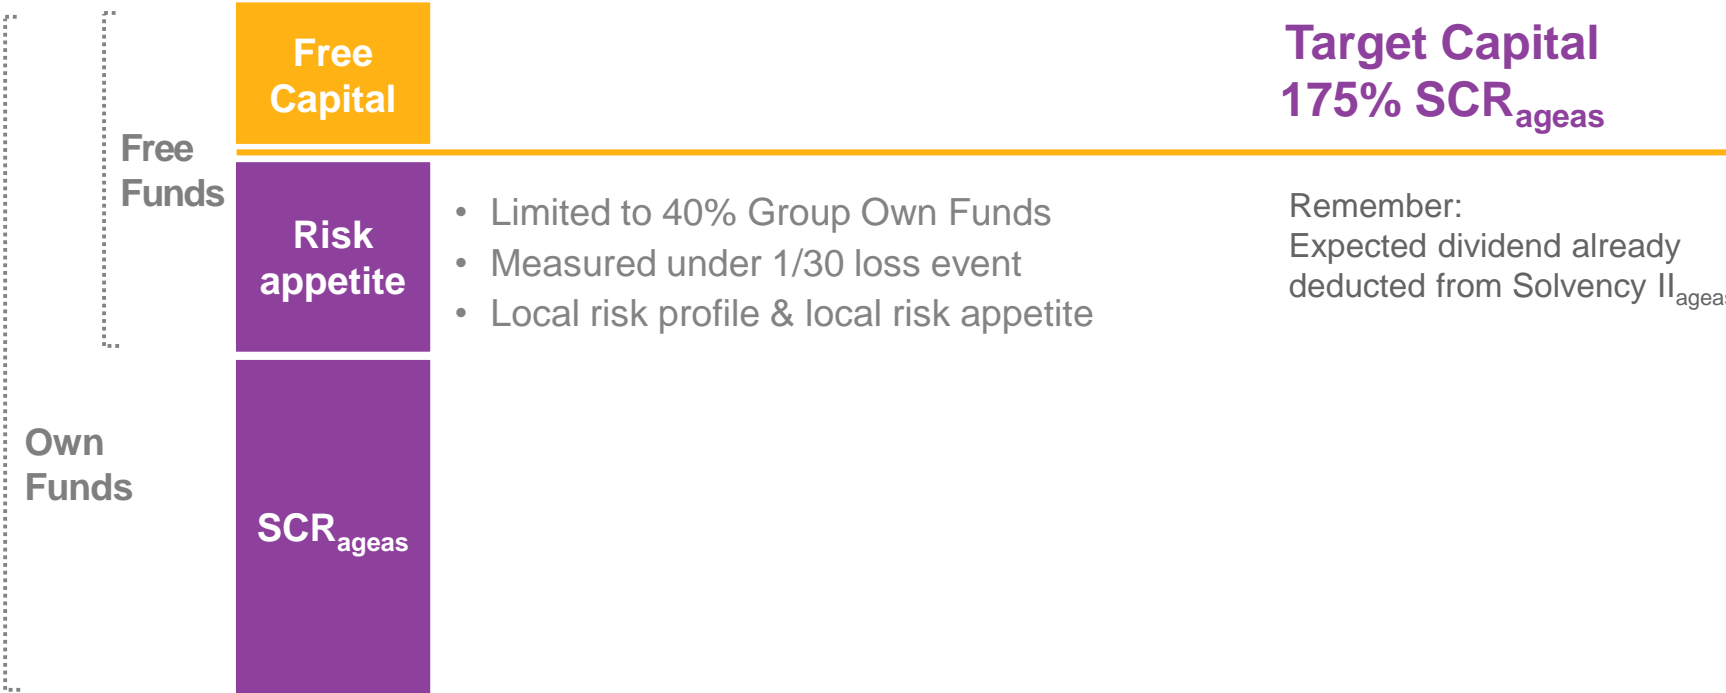 Free
Capital
Target Capital
175% SCRageas
Free
Funds
Risk
appetite
• Limited to 40% Group Own Funds
• Measured under 1/30 loss event
• Local risk profile & local risk appetite
Remember:
Expected dividend already
deducted from Solvency IIageas
Own
Funds
SCRageas